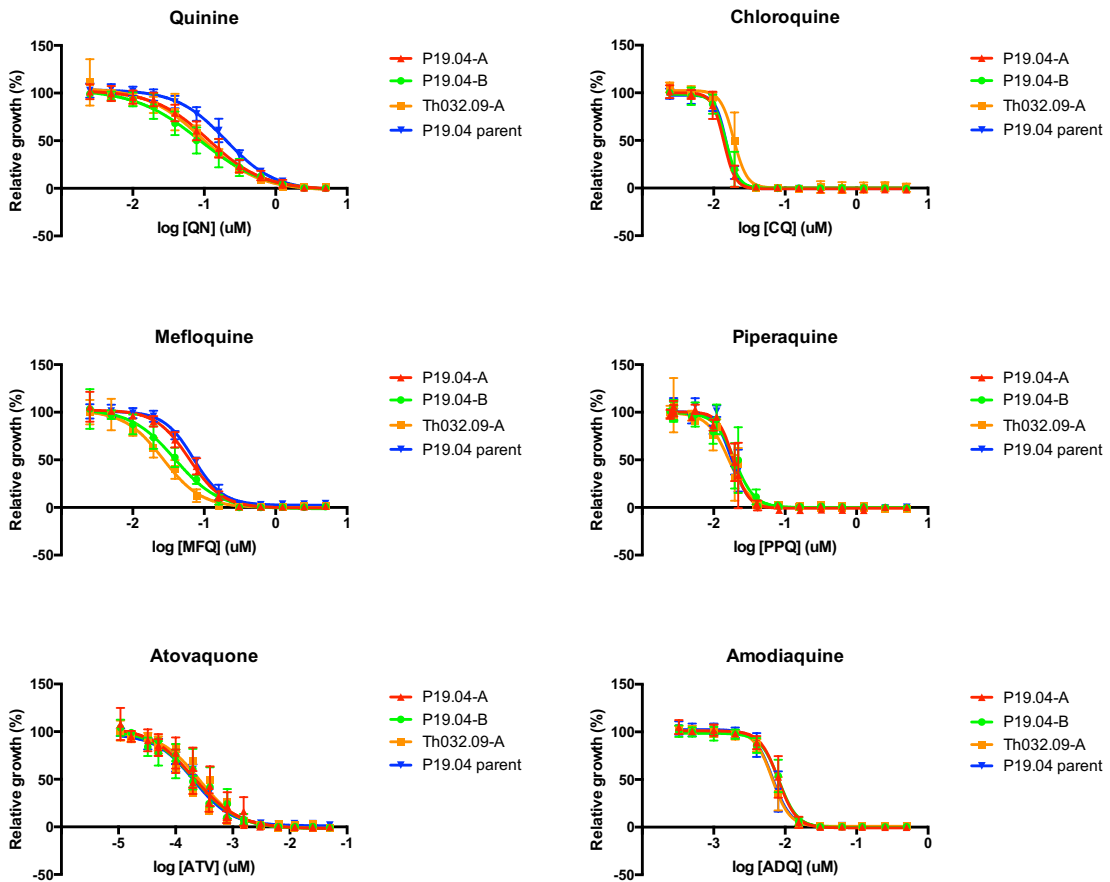 Quinine
Relative growth (%)
150
100
50
0
-50
-2 -1 0 1
log [QN] (uM)
P19.04-A
P19.04-B
Th032.09-A
P19.04 parent
Chloroquine
Relative growth (%)
150
100
50
0
-50
-2 -1 0 1
log [CQ] (uM)
P19.04-A
P19.04-B
Th032.09-A
P19.04 parent
Mefloquine
Relative growth (%)
150
100
50
0
-50
-2 -1 0 1
log [MFQ] (uM)
P19.04-A
P19.04-B
Th032.09-A
P19.04 parent
Piperaquine
Relative growth (%)
150
100
50
0
-50
-2 -1 0 1
log [PPQ] (uM)
P19.04-A
P19.04-B
Th032.09-A
P19.04 parent
Atovaquone
Relative growth (%)
150
100
50
0
-50
-5 -4 -3 -2 -1
log [ATV] (uM)
P19.04-A
P19.04-B
Th032.09-A
P19.04 parent
Amodiaquine
Relative growth (%)
150
100
50
0
-50
-3 -2 -1 0
log [ADQ] (uM)
P19.04-A
P19.04-B
Th032.09-A
P19.04 parent